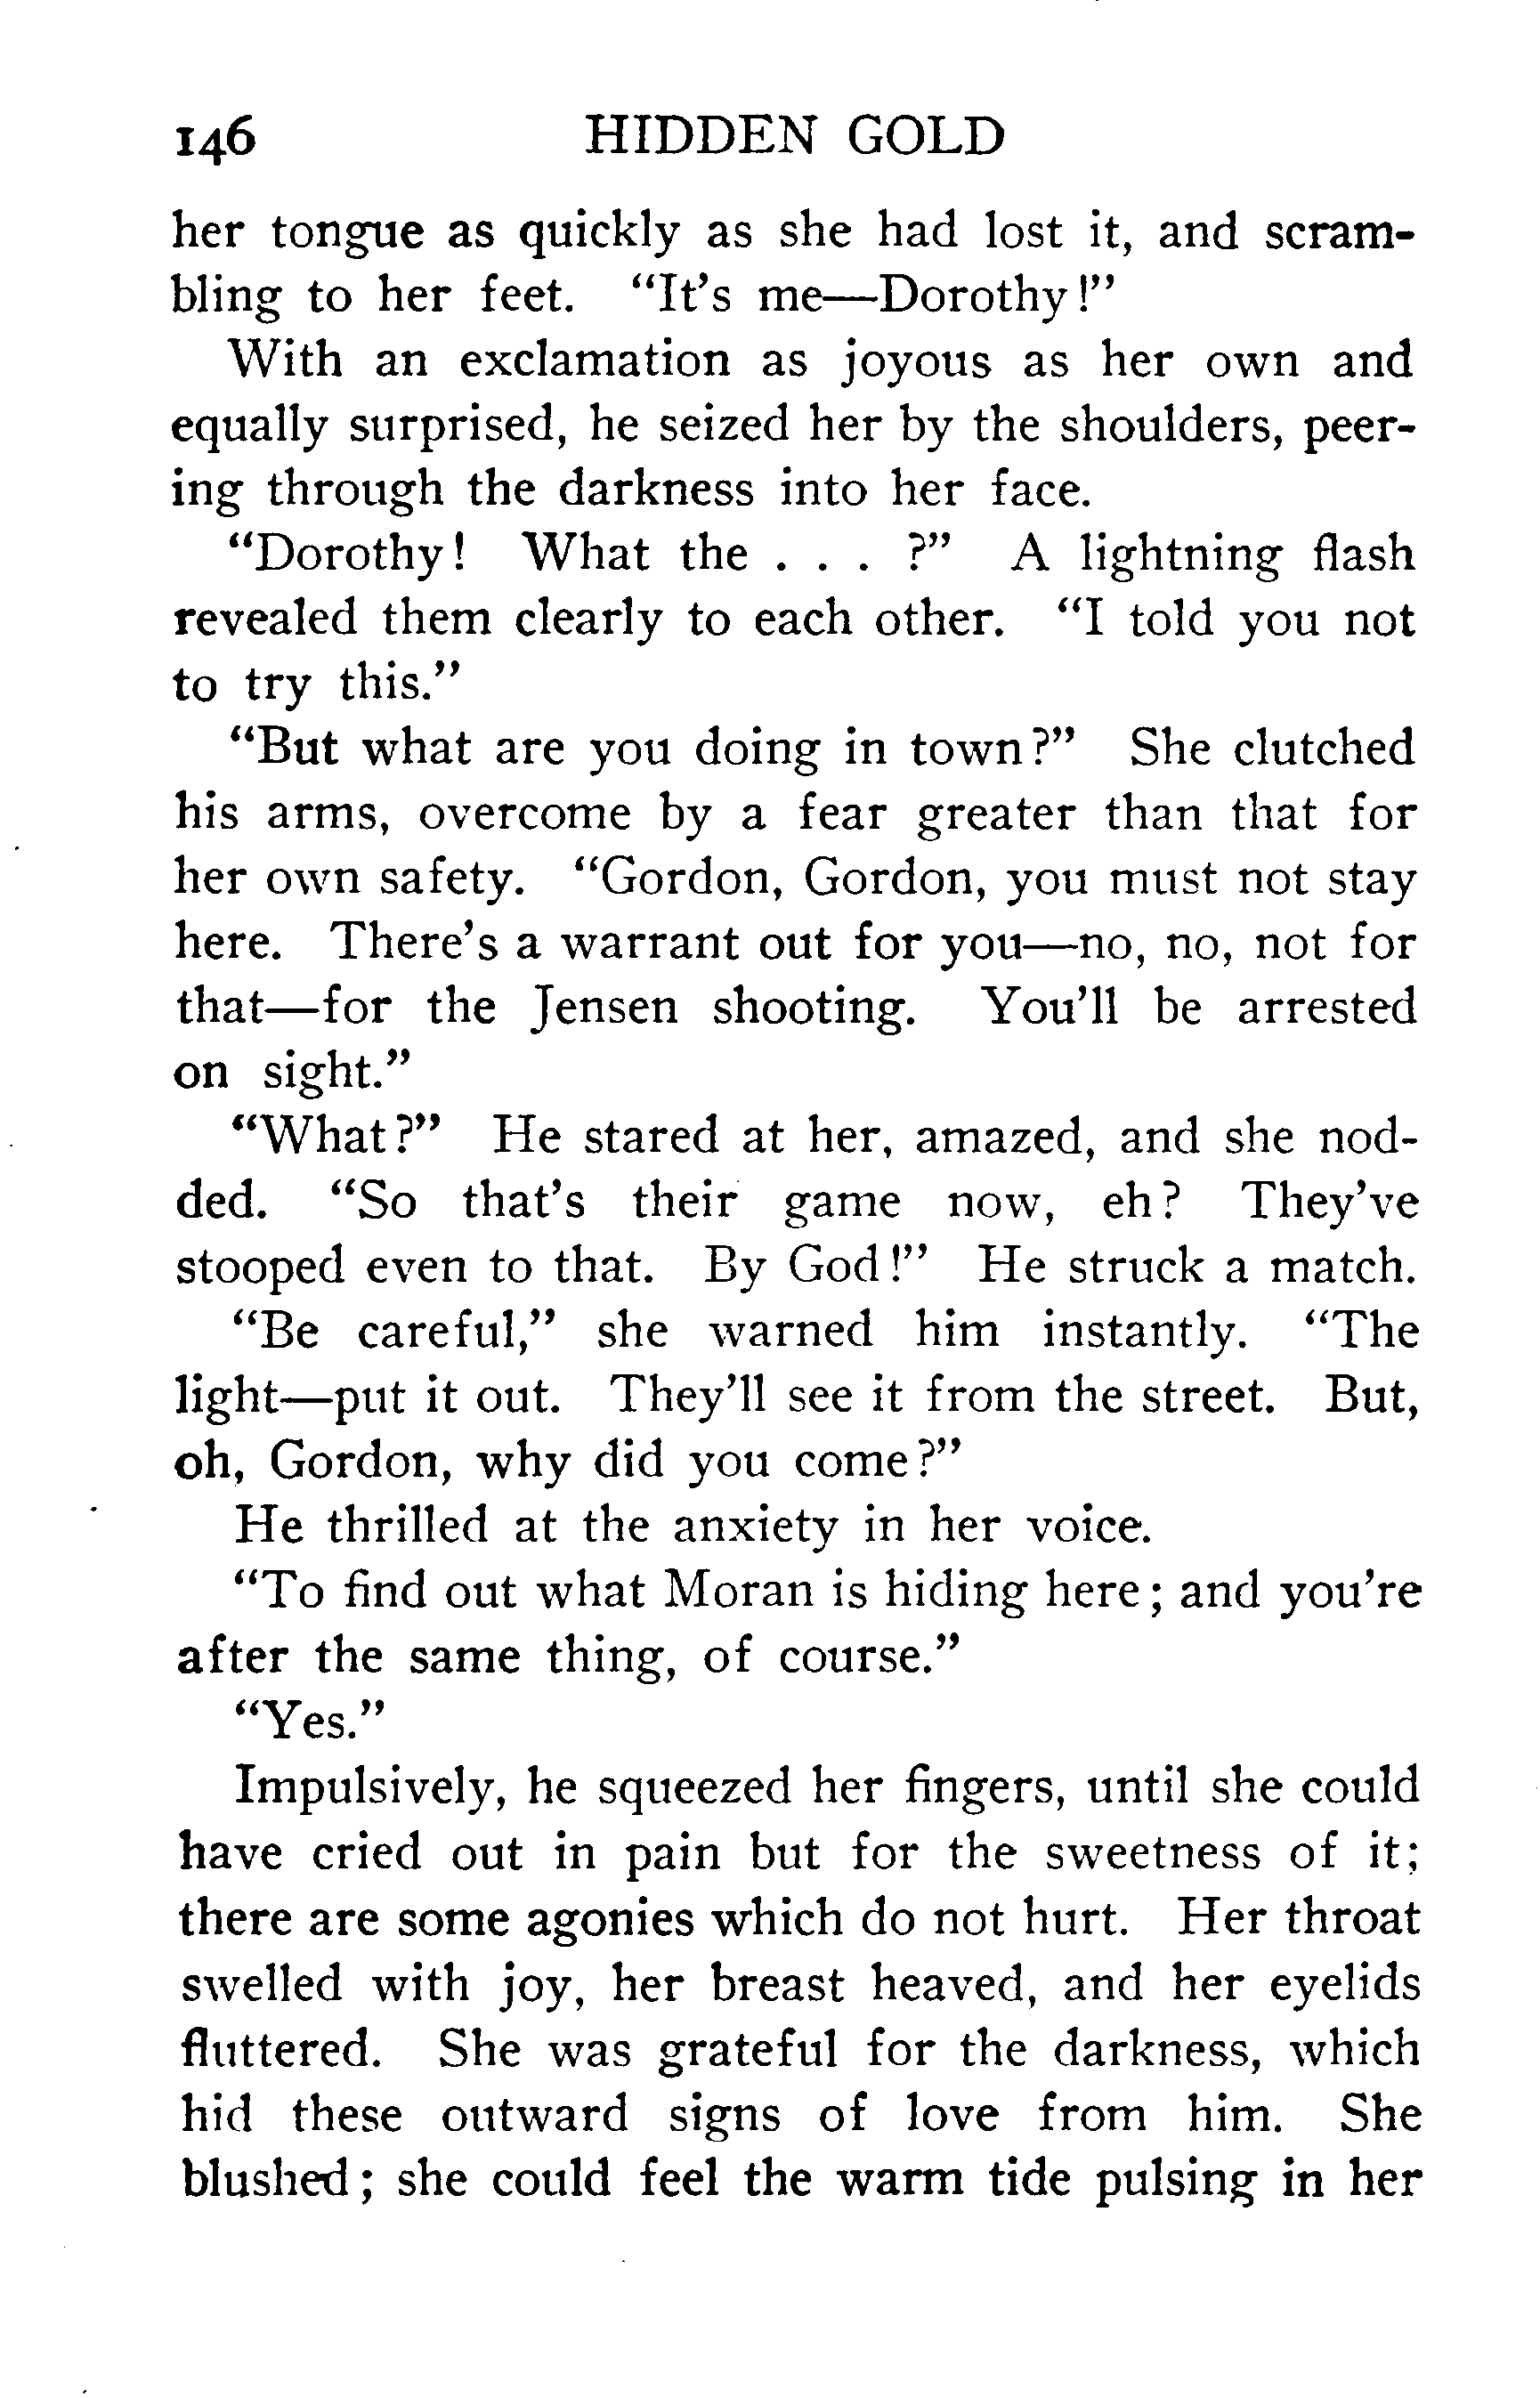 146 HIDDEN GOLD
her tongue as quickly as she had lost it, and scram-
bling to her feet. “It’s me—Dorothy!”
With an exclamation as joyous as her own and
equally surprised, he seized her by the shoulders, peer-
ing through the darkness into her face.
“Dorothy! What the . . . ?” A lightning flash
revealed them clearly to each other. “I told you not
to try this.”
“But what are you doing in town?” She clutched
his arms, overcome by a fear greater than that for
her own safety. “Gordon, Gordon, you must not stay
here. There’s a warrant out for you—no, no, not for
that—for the Jensen shooting. You’ll be arrested
on sight.”
“What?” He stared at her, amazed, and she nod-
ded. “So that’s their game now, eh? They’ve
stooped even to that. By God!” He struck a match.
“Be careful,” she warned him instantly. “The
light—put it out. They’ll see it from the street. But,
oh, Gordon, why did you come?”
He thrilled at the anxiety in her voice.
“To find out what Moran is hiding here; and you’re
after the same thing, of course.”
“Yes.”
Impulsively, he squeezed her fingers, until she could
have cried out in pain but for the sweetness of it;
there are some agonies which do not hurt. Her throat
swelled with joy, her breast heaved, and her eyelids
fluttered. She was grateful for the darkness, which
hid these outward signs of love from him. She
blushed; she could feel the warm tide pulsing in her